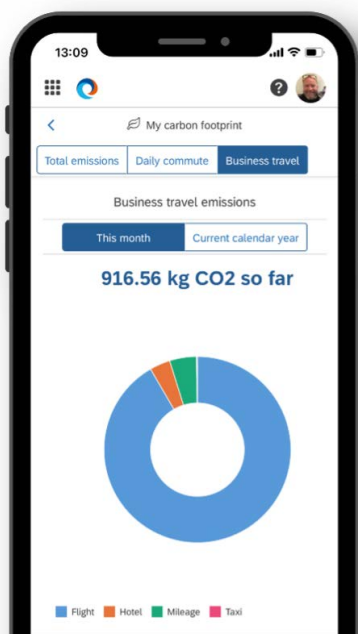 13:09
My carbon footprint
Total emissions Daily commute Business travel
Business travel emissions
This month Current calendar year
916.56 kg CO2 so far
Flight Hotel Mileage Taxi